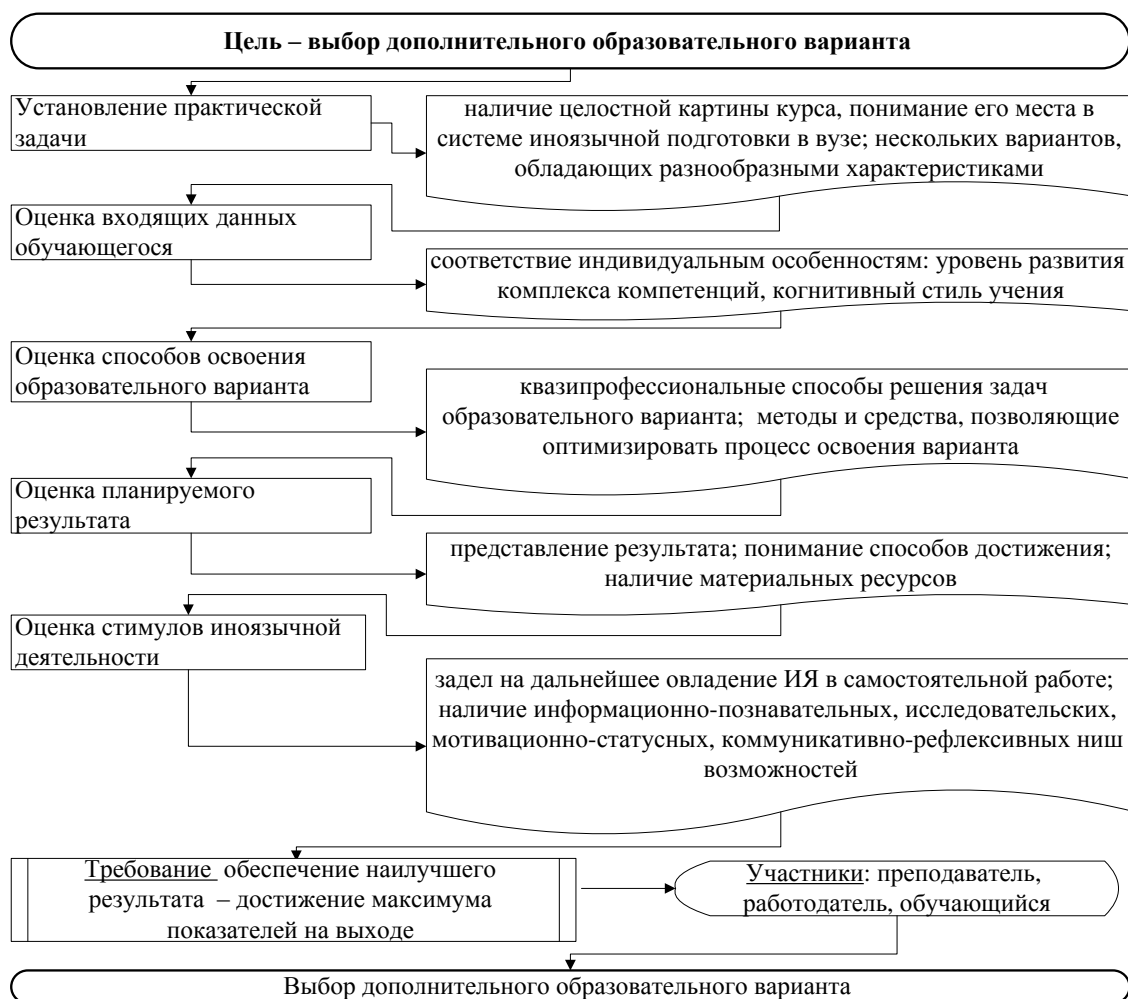 Цель – выбор дополнительного образовательного варианта
Установление практической
задачи
наличие целостной картины курса, понимание его места в
системе иноязычной подготовки в вузе; нескольких вариантов,
обладающих разнообразными характеристиками
Оценка входящих данных
обучающегося
соответствие индивидуальным особенностям: уровень развития
комплекса компетенций, когнитивный стиль учения
Оценка способов освоения
образовательного варианта
квазипрофессиональные способы решения задач
образовательного варианта; методы и средства, позволяющие
оптимизировать процесс освоения варианта
Оценка планируемого
результата
представление результата; понимание способов достижения;
наличие материальных ресурсов
Оценка стимулов иноязычной
деятельности
задел на дальнейшее овладение ИЯ в самостоятельной работе;
наличие информационно-познавательных, исследовательских,
мотивационно-статусных, коммуникативно-рефлексивных ниш
возможностей
Требование обеспечение наилучшего
результата – достижение максимума
показателей на выходе
Участники: преподаватель,
работодатель, обучающийся
Выбор дополнительного образовательного варианта